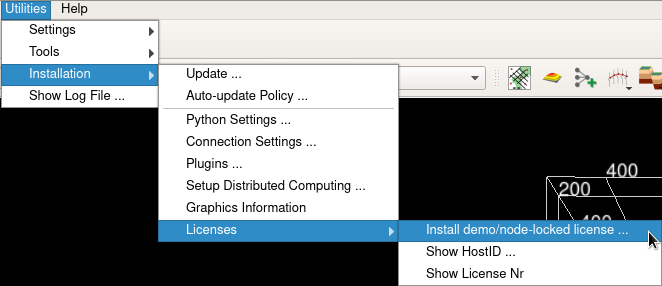 Utilities Help
Settings
Tools
Installation
Show Log File ...
Update ...
Auto-update Policy ...
Python Settings ...
Connection Settings ...
Plugins ...
Setup Distributed Computing ...
Graphics Information
Licenses
Install demo/node-locked license ...
Show HostID ...
Show License Nr
400
200